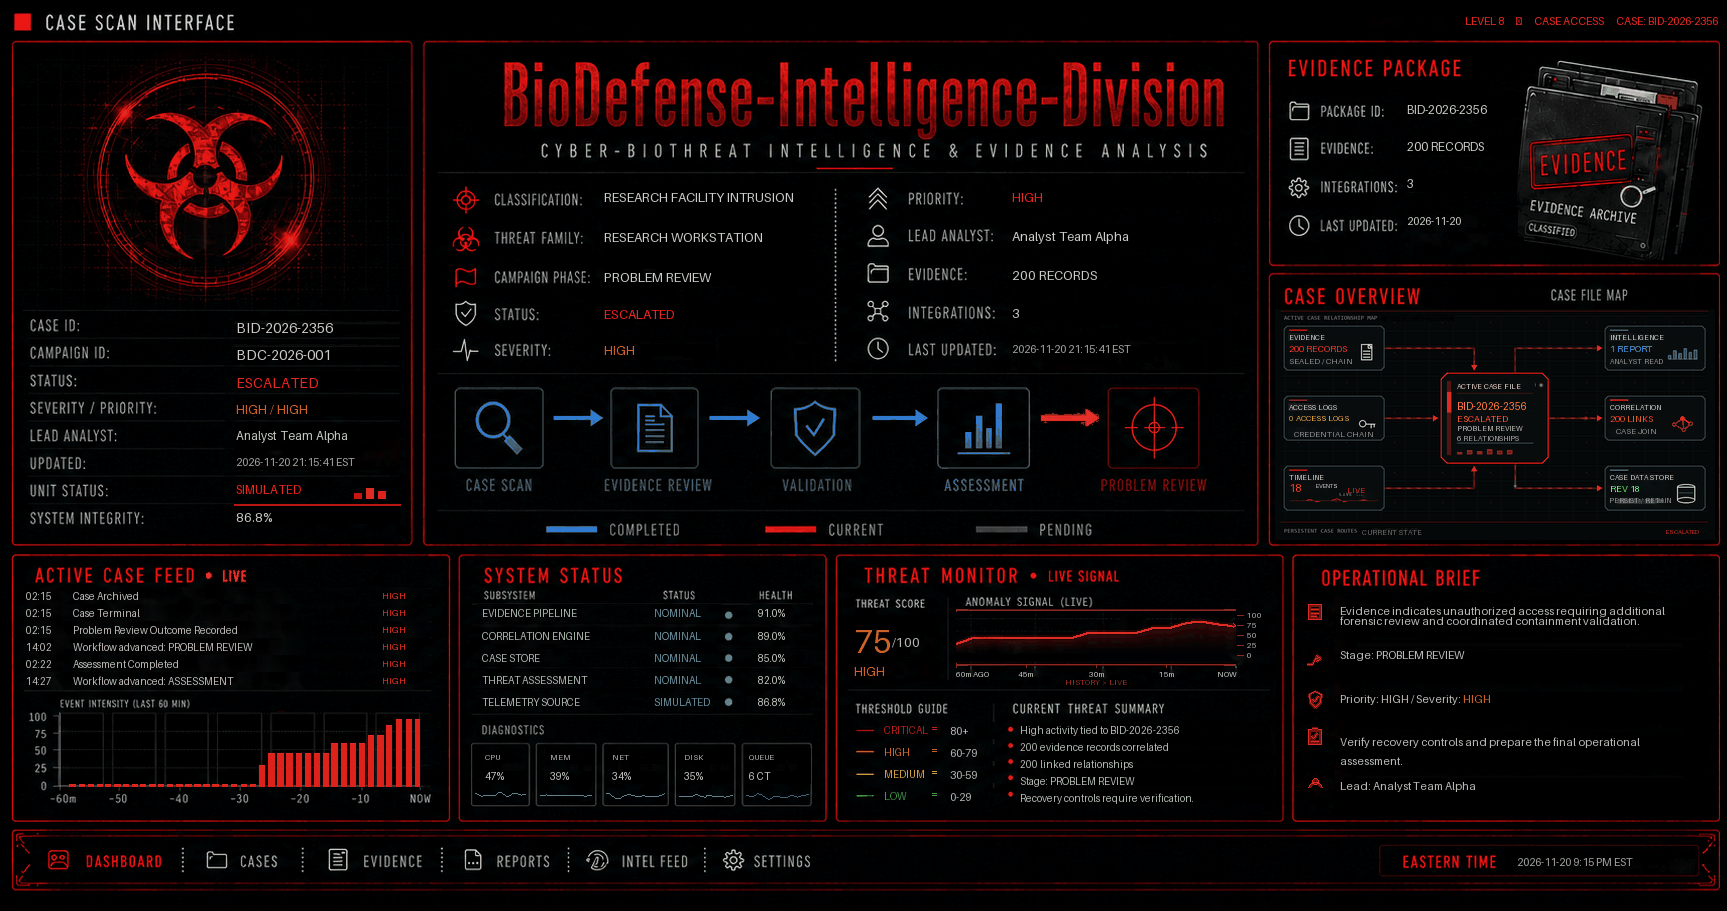 CASE SCAN INTERFACE
LEVEL 8 CASE ACCESS CASE: BID-2026-2356
CASE ID: BID-2026-2356
CAMPAIGN ID: BDC-2026-001
STATUS: ESCALATED
SEVERITY / PRIORITY: HIGH / HIGH
LEAD ANALYST: Analyst Team Alpha
UPDATED: 2026-11-20 21:15:41 EST
UNIT STATUS: SIMULATED
SYSTEM INTEGRITY: 86.8%
BioDefense-Intelligence-Division
CYBER-BIOTHREAT INTELLIGENCE & EVIDENCE ANALYSIS
CLASSIFICATION: RESEARCH FACILITY INTRUSION
THREAT FAMILY: RESEARCH WORKSTATION
CAMPAIGN PHASE: PROBLEM REVIEW
STATUS: ESCALATED
SEVERITY: HIGH
PRIORITY: HIGH
LEAD ANALYST: Analyst Team Alpha
EVIDENCE: 200 RECORDS
INTEGRATIONS: 3
LAST UPDATED: 2026-11-20 21:15:41 EST
CASE SCAN EVIDENCE REVIEW VALIDATION ASSESSMENT PROBLEM REVIEW
COMPLETED CURRENT PENDING
EVIDENCE PACKAGE
PACKAGE ID: BID-2026-2356
EVIDENCE: 200 RECORDS
INTEGRATIONS: 3
LAST UPDATED: 2026-11-20
EVIDENCE
EVIDENCE ARCHIVE
CLASSIFIED
CASE OVERVIEW CASE FILE MAP
ACTIVE CASE RELATIONSHIP MAP
EVIDENCE
200 RECORDS
SEALED / CHAIN
ACCESS LOGS
0 ACCESS LOGS
CREDENTIAL CHAIN
TIMELINE
18 EVENTS
LIVE
ACTIVE CASE FILE
BID-2026-2356
ESCALATED
PROBLEM REVIEW
6 RELATIONSHIPS
INTELLIGENCE
1 REPORT
ANALYST READ
CORRELATION
200 LINKS
CASE JOIN
CASE DATASTORE
REV 18
PERSISTENT CASE ROUTES CURRENT STATE ESCALATED
ACTIVE CASE FEED • LIVE
02:15 Case Archived HIGH
02:15 Case Terminal HIGH
02:15 Problem Review Outcome Recorded HIGH
14:02 Workflow advanced: PROBLEM REVIEW HIGH
02:22 Assessment Completed HIGH
14:27 Workflow advanced: ASSESSMENT HIGH
EVENT INTENSITY (LAST 60 MIN)
100
75
50
25
0
-60m -50 -40 -30 -20 -10 NOW
SYSTEM STATUS
SUBSYSTEM STATUS HEALTH
EVIDENCE PIPELINE NOMINAL 91.0%
CORRELATION ENGINE NOMINAL 89.0%
CASE STORE NOMINAL 85.0%
THREAT ASSESSMENT NOMINAL 82.0%
TELEMETRY SOURCE SIMULATED 86.8%
DIAGNOSTICS
CPU MEM NET DISK QUEUE
47% 39% 34% 35% 6 CT
THREAT MONITOR • LIVE SIGNAL
THREAT SCORE
75/100
HIGH
ANOMALY SIGNAL (LIVE)
100
75
50
25
0
60m AGO 45m 30m 15m NOW
HISTORY > LIVE
THRESHOLD GUIDE
CRITICAL = 80+
HIGH = 60-79
MEDIUM = 30-59
LOW = 0-29
CURRENT THREAT SUMMARY
High activity tied to BID-2026-2356
200 evidence records correlated
200 linked relationships
Stage: PROBLEM REVIEW
Recovery controls require verification.
OPERATIONAL BRIEF
Evidence indicates unauthorized access requiring additional
forensic review and coordinated containment validation.
Stage: PROBLEM REVIEW
Priority: HIGH / Severity: HIGH
Verify recovery controls and prepare the final operational
assessment.
Lead: Analyst Team Alpha
DASHBOARD CASES EVIDENCE REPORTS INTEL FEED SETTINGS
EASTERN TIME 2026-11-20 9:15 PM EST